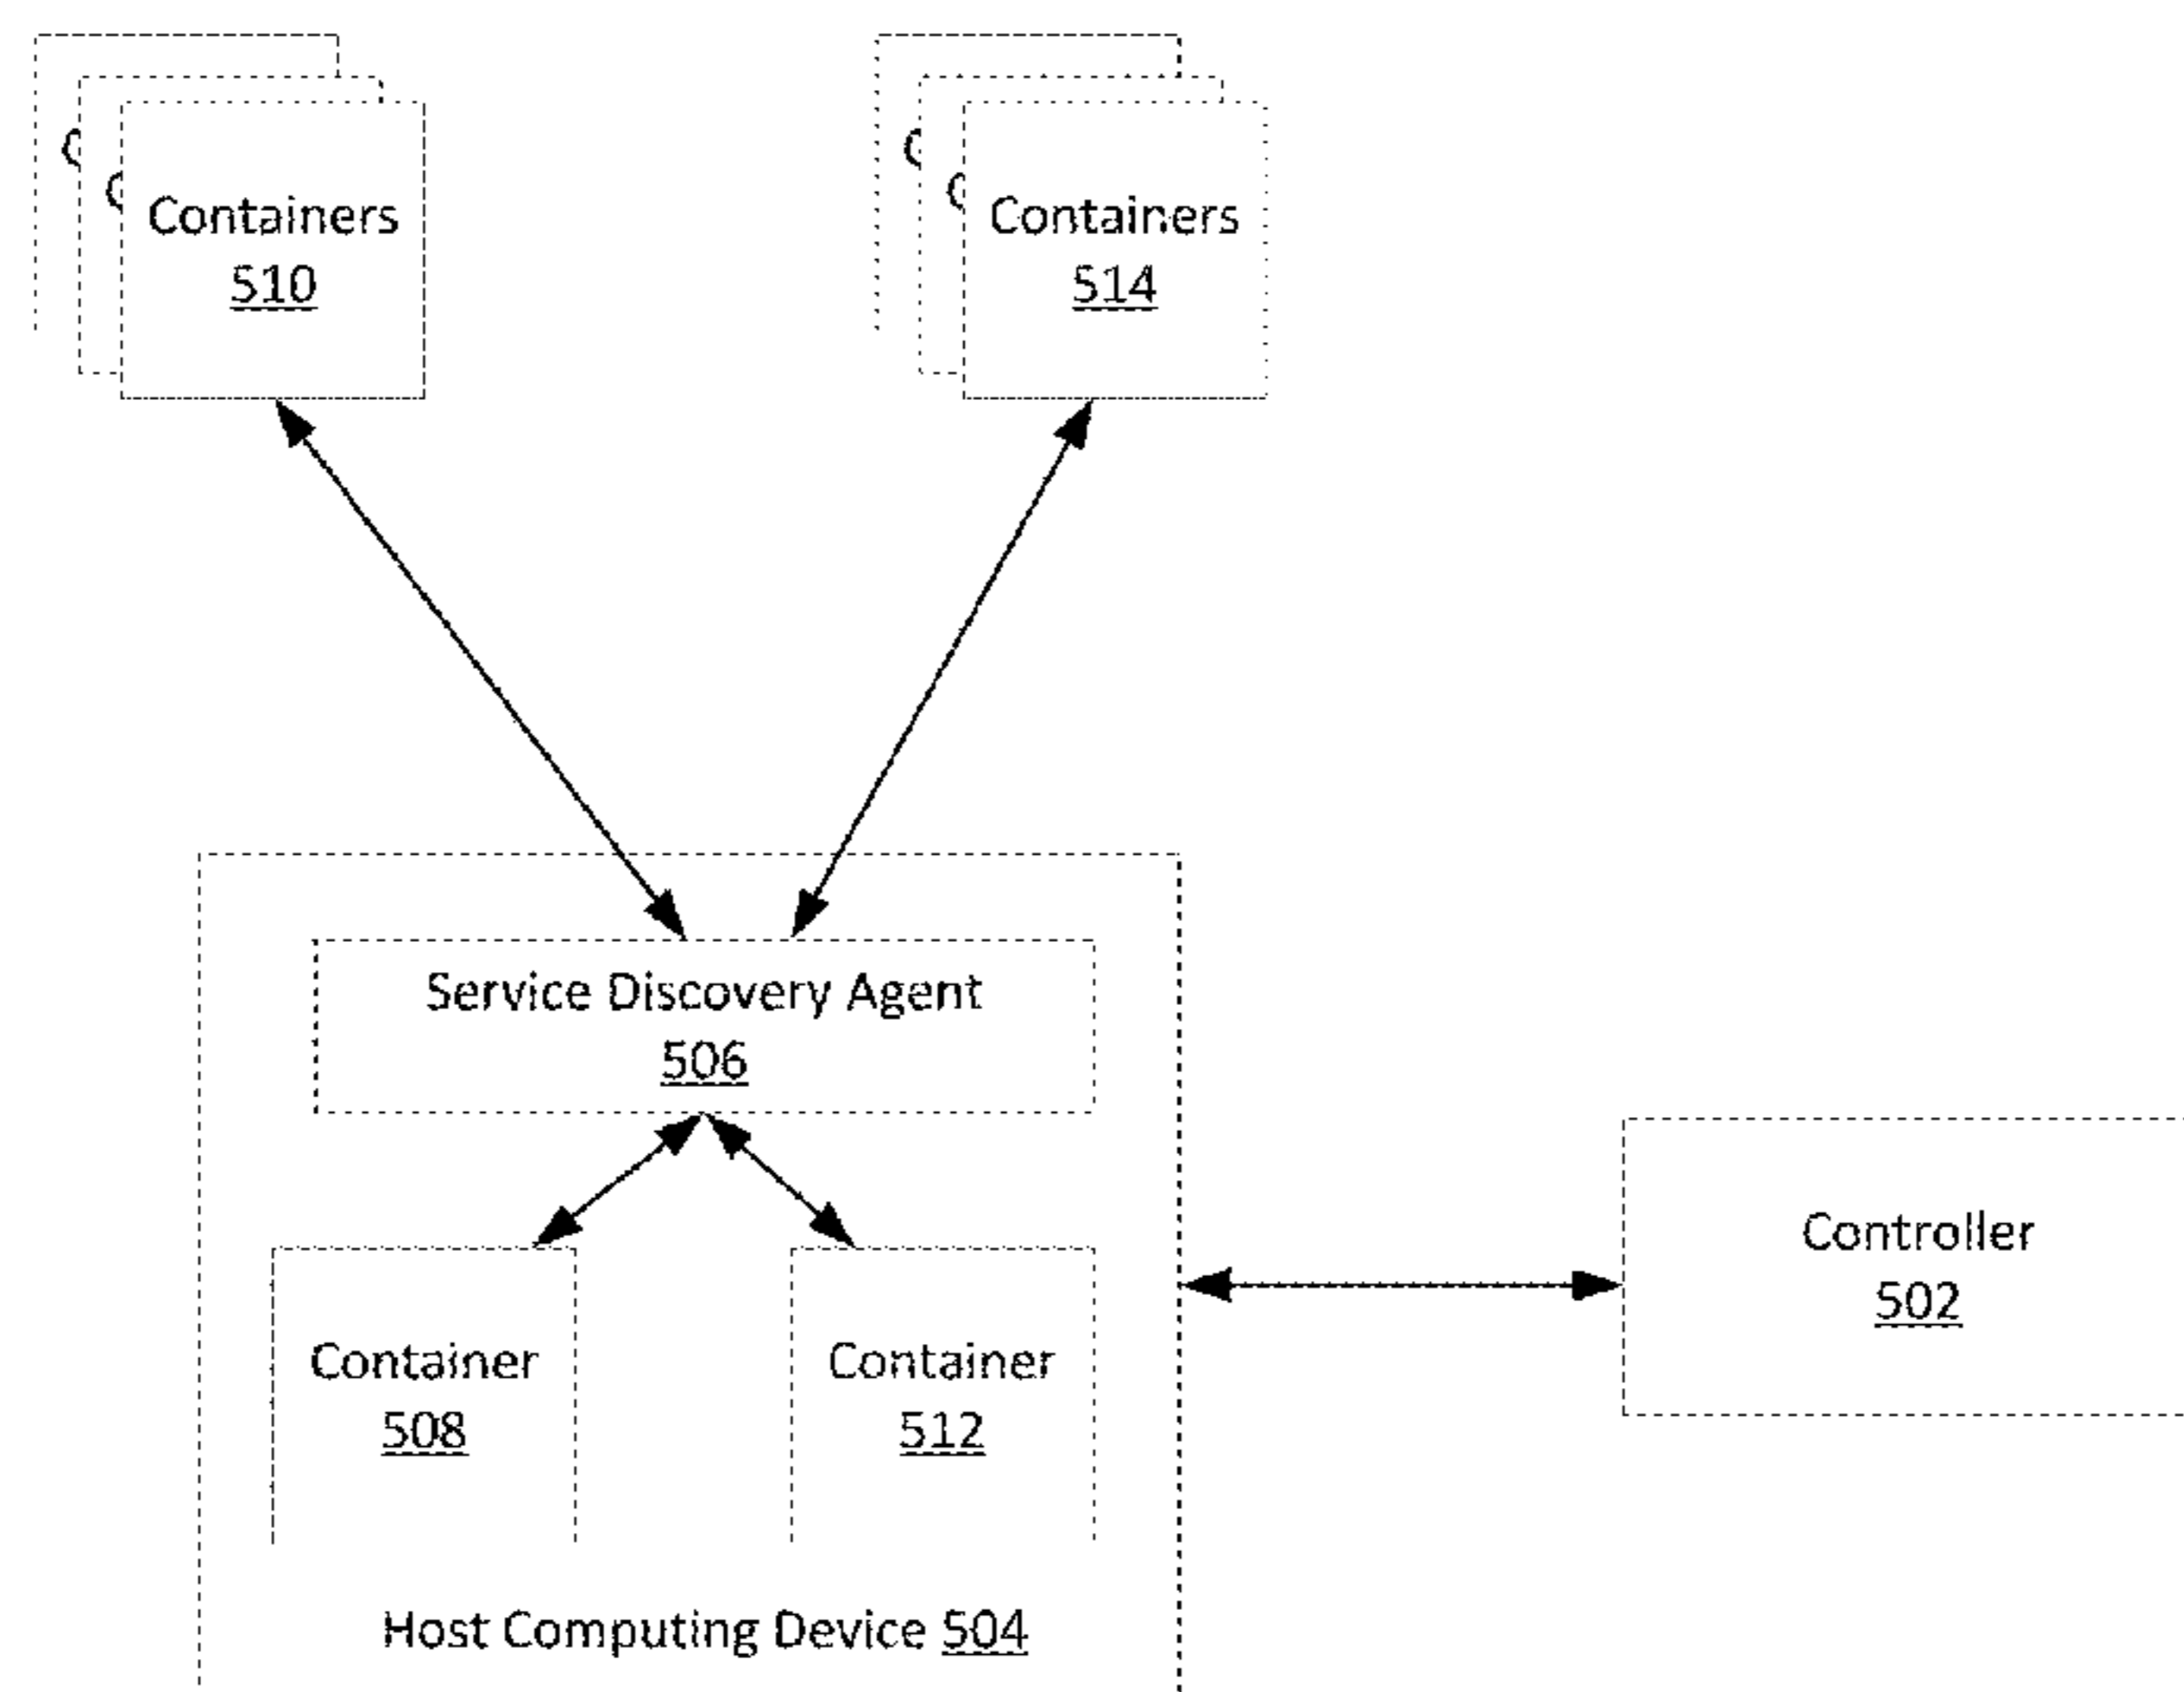 Containers
510
Containers
514
Service Discovery Agent
506
Container
508
Container
512
Host Computing Device 504
Controller
502